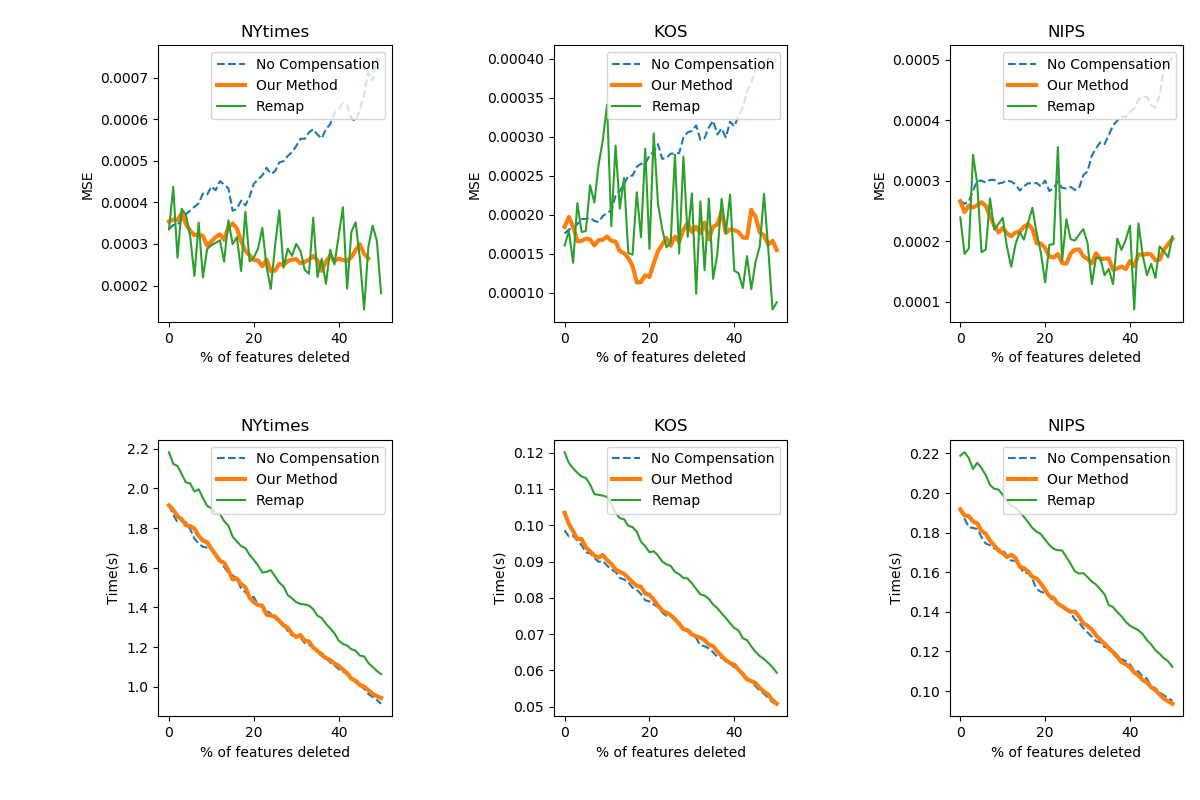 NYtimes
KOS
NIPS
No Compensation
Our Method
Remap
No Compensation
Our Method
Remap
No Compensation
Our Method
Remap
MSE
0.0007
0.0006
0.0005
0.0004
0.0003
0.0002
MSE
0.00040
0.00035
0.00030
0.00025
0.00020
0.00015
0.00010
MSE
0.0005
0.0004
0.0003
0.0002
0.0001
0 20 40
0 20 40
0 20 40
% of features deleted
% of features deleted
% of features deleted
NYtimes
KOS
NIPS
No Compensation
Our Method
Remap
No Compensation
Our Method
Remap
No Compensation
Our Method
Remap
Time(s)
2.2
2.0
1.8
1.6
1.4
1.2
1.0
Time(s)
0.12
0.11
0.10
0.09
0.08
0.07
0.06
0.05
Time(s)
0.22
0.20
0.18
0.16
0.14
0.12
0.10
0 20 40
0 20 40
0 20 40
% of features deleted
% of features deleted
% of features deleted